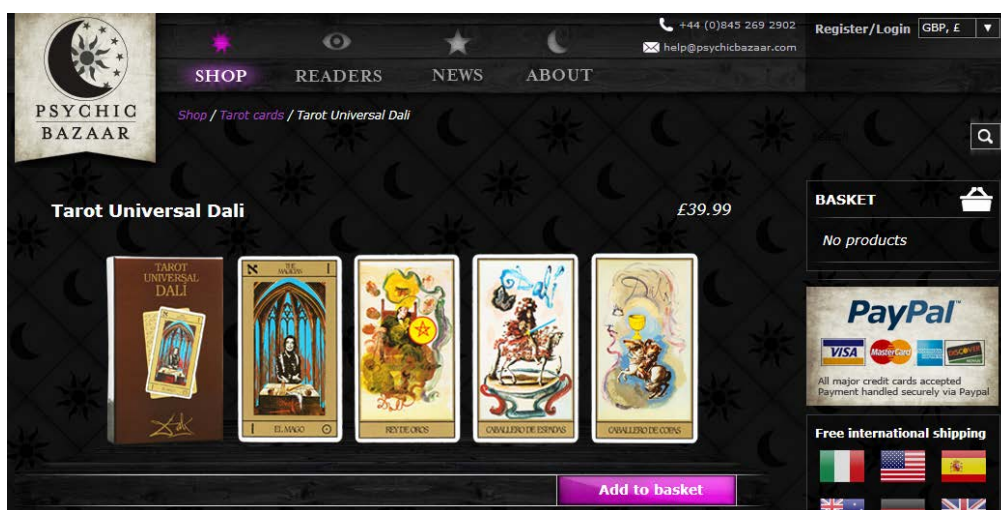 +44 (0)845 269 2902
help@psychicbazaar.com
Register/Login
GBP, £
SHOP
READERS
NEWS
ABOUT
PSYCHIC
BAZAAR
Shop / Tarot cards / Tarot Universal Dali
Tarot Universal Dali
£39.99
BASKET
No products
TAROT
UNIVERSAL
DALÍ
THE
MAGICIAN
I
I
EL MAGO
REY DE OROS
Dalí
CABALLERO DE ESPADAS
CABALLERO DE COPAS
PayPal™
VISA
MasterCard
DISCOVER
All major credit cards accepted
Payment handled securely via Paypal
Free international shipping
Add to basket